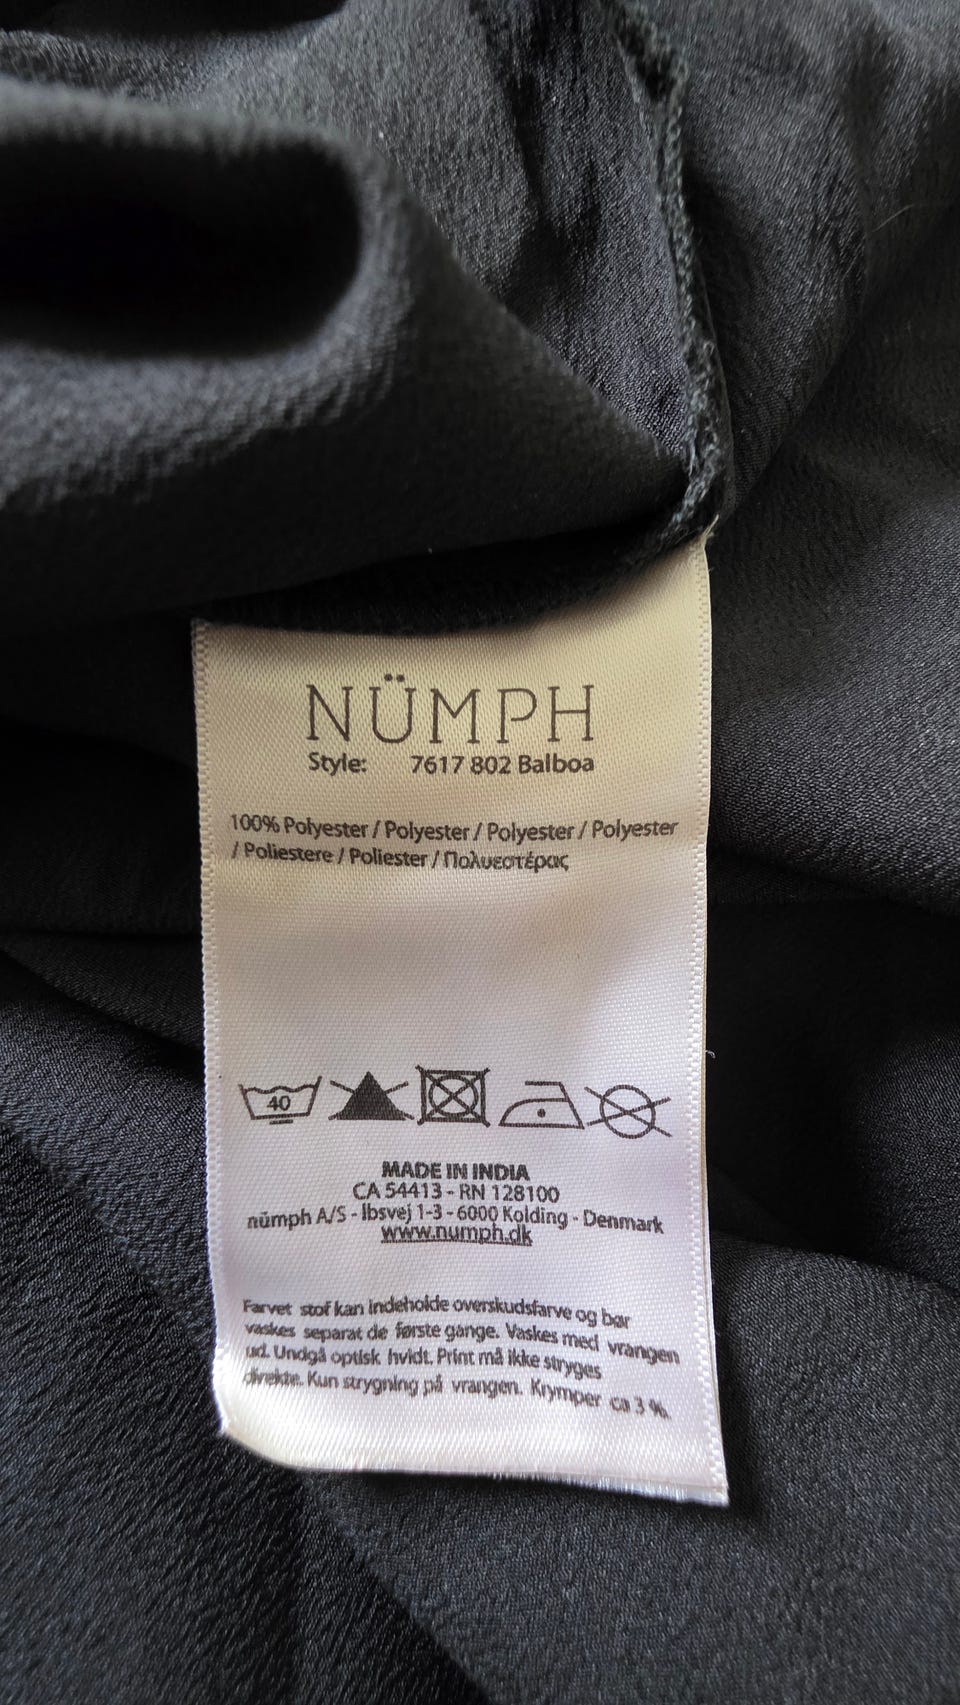 NÜMPH
Style: 7617 802 Balboa
100% Polyester / Polyester / Polyester / Polyester
/ Poliestere / Poliester / Πολυεστέρας
40
MADE IN INDIA
CA 54413 - RN 128100
nümph A/S - Ibsvej 1-3 - 6000 Kolding - Denmark
www.numph.dk
Farvet stof kan indeholde overskudsfarve og bør
vaskes separat de første gange. Vaskes med vrangen
ud. Undgå optisk hvidt. Print må ikke stryges
direkte. Kun strygning på vrangen. Krymper ca 3 %.